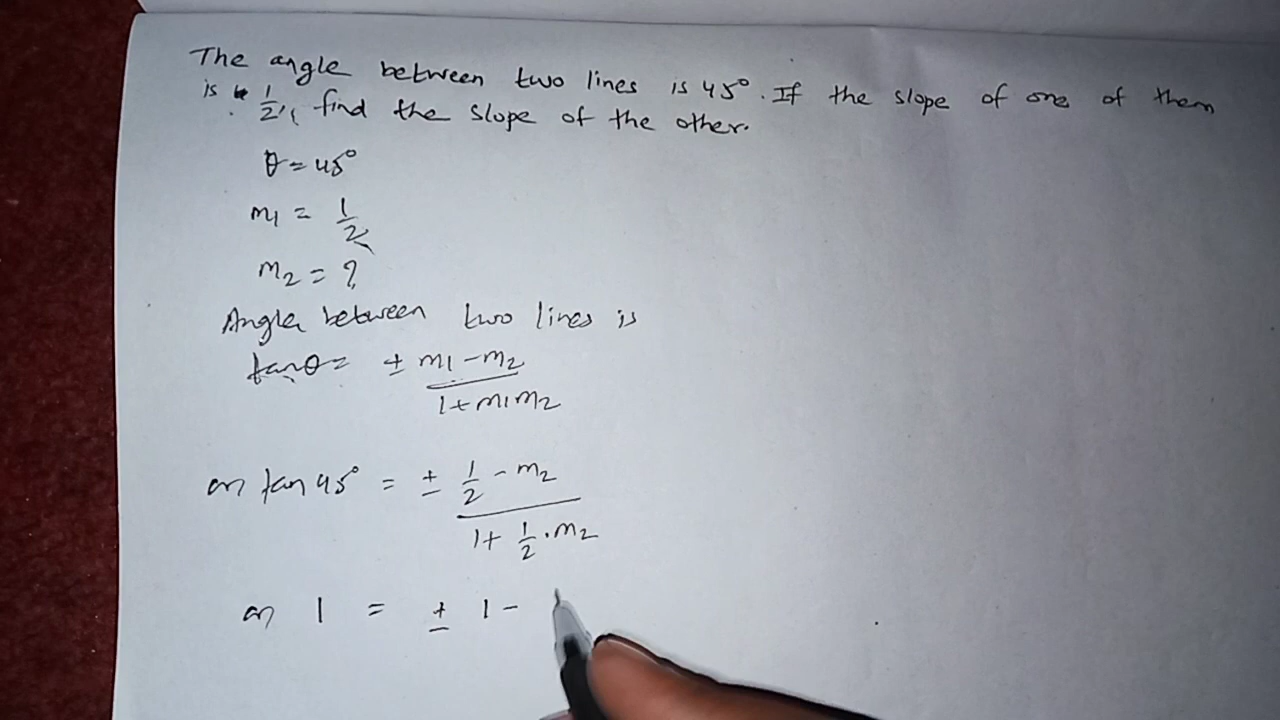 The angle between two lines is 45°. If the slope of one of them
is 1/2, find the slope of the other.
θ = 45°
m1 = 1/2
m2 = ?
Angle between two lines is
tanθ = ± m1 - m2 / 1 + m1m2
or tan 45° = ± 1/2 - m2 / 1 + 1/2 . m2
or 1 = ± 1 -